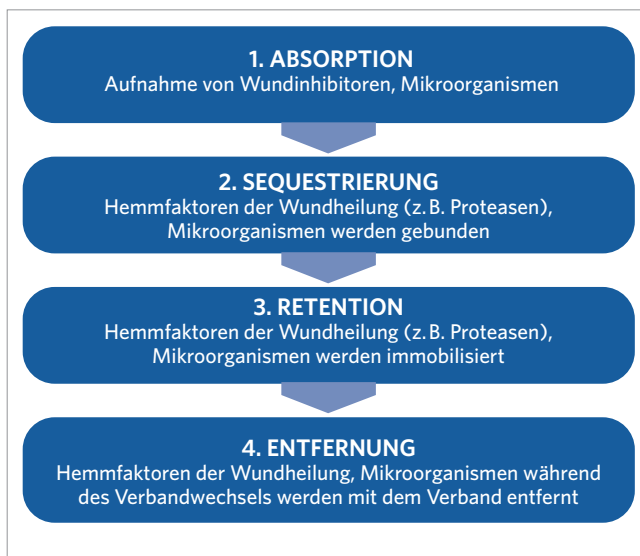 1. ABSORPTION
Aufnahme von Wundinhibitoren, Mikroorganismen
2. SEQUESTRIERUNG
Hemmfaktoren der Wundheilung (z. B. Proteasen),
Mikroorganismen werden gebunden
3. RETENTION
Hemmfaktoren der Wundheilung (z. B. Proteasen),
Mikroorganismen werden immobilisiert
4. ENTFERNUNG
Hemmfaktoren der Wundheilung, Mikroorganismen während
des Verbandwechsels werden mit dem Verband entfernt